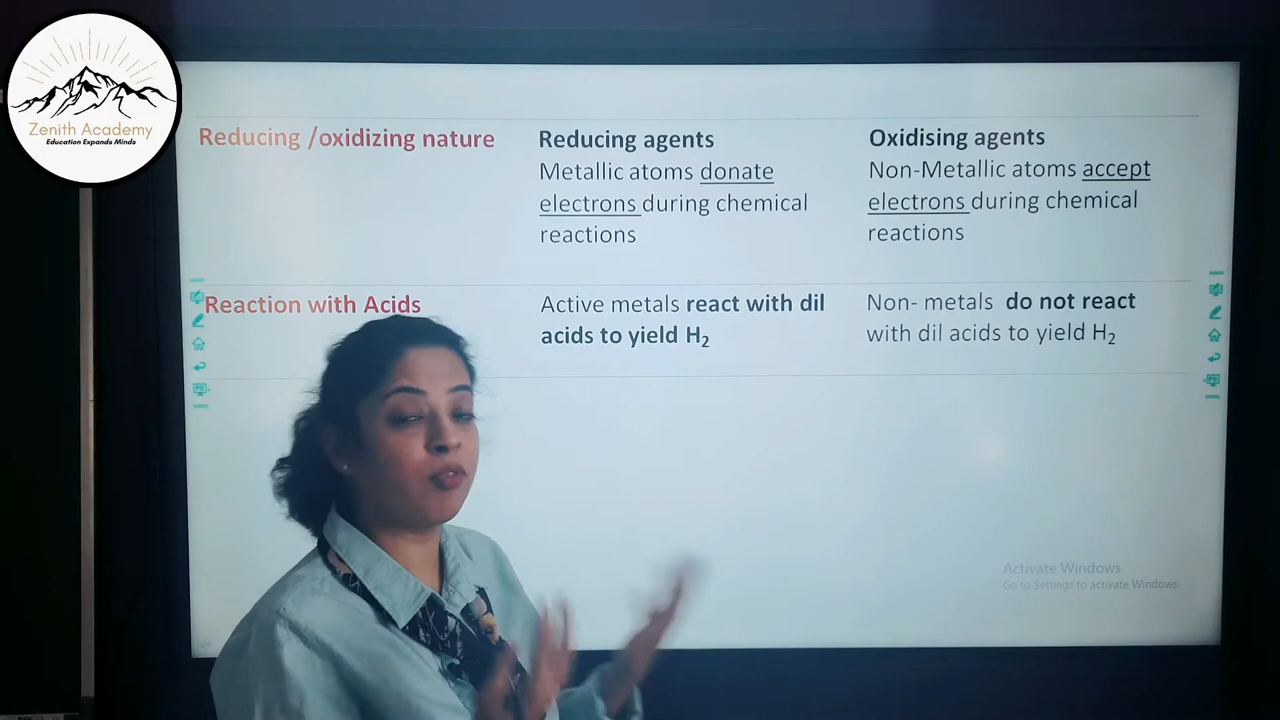 Zenith Academy
Education Expands Minds
Reducing /oxidizing nature
Reducing agents
Metallic atoms donate
electrons during chemical
reactions
Oxidising agents
Non-Metallic atoms accept
electrons during chemical
reactions
Reaction with Acids
Active metals react with dil
acids to yield H₂
Non- metals do not react
with dil acids to yield H₂
Activate Windows
Go to Settings to activate Windows.